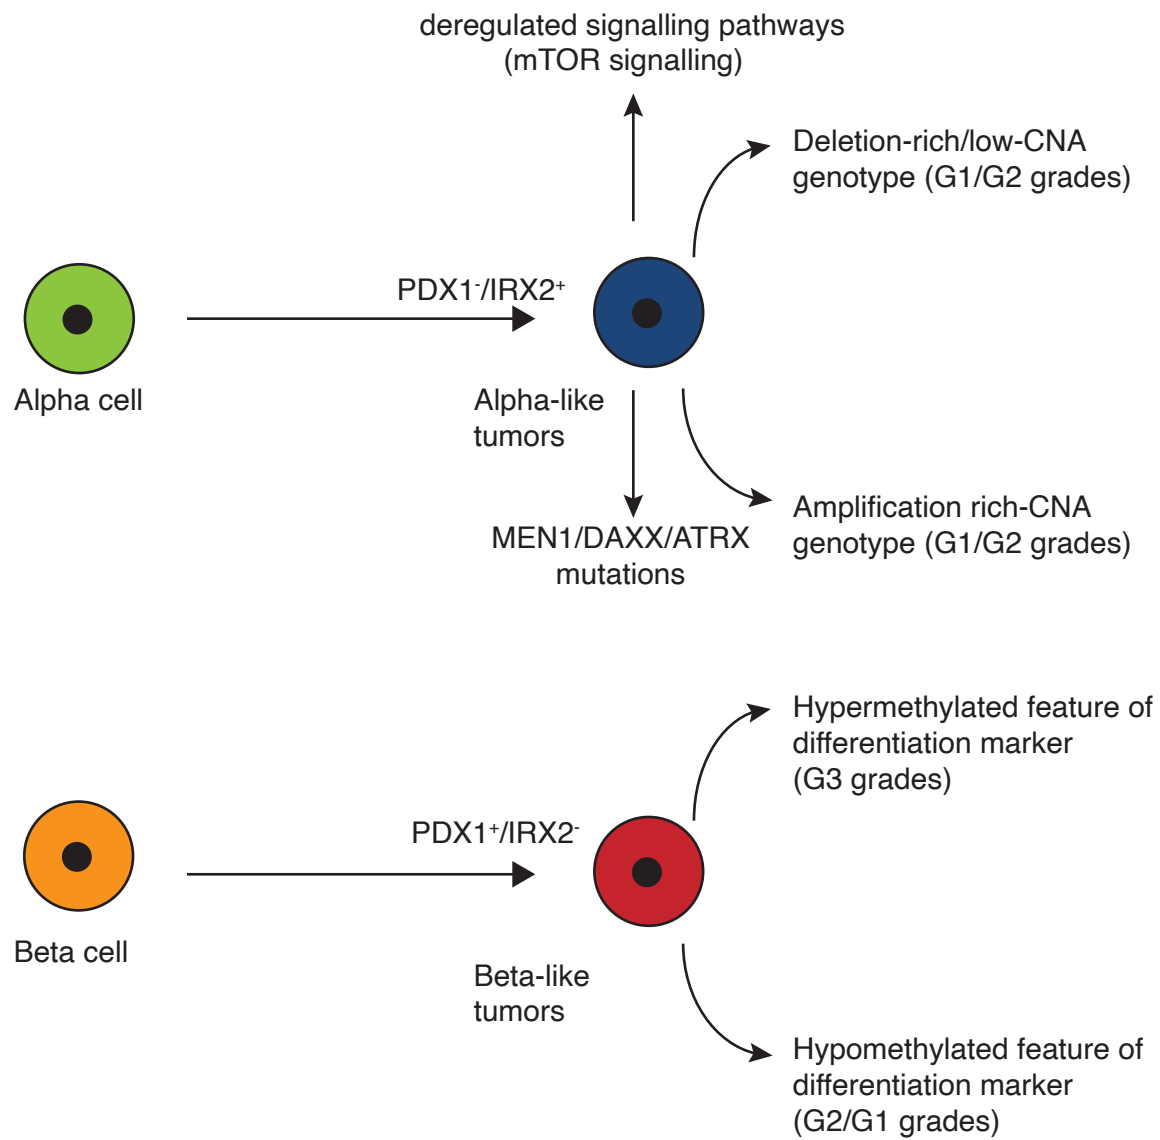 deregulated signalling pathways
(mTOR signalling)
Deletion-rich/low-CNA
genotype (G1/G2 grades)
PDX1⁻/IRX2⁺
Alpha cell
Alpha-like
tumors
Amplification rich-CNA
genotype (G1/G2 grades)
MEN1/DAXX/ATRX
mutations
Hypermethylated feature of
differentiation marker
(G3 grades)
PDX1⁺/IRX2⁻
Beta cell
Beta-like
tumors
Hypomethylated feature of
differentiation marker
(G2/G1 grades)